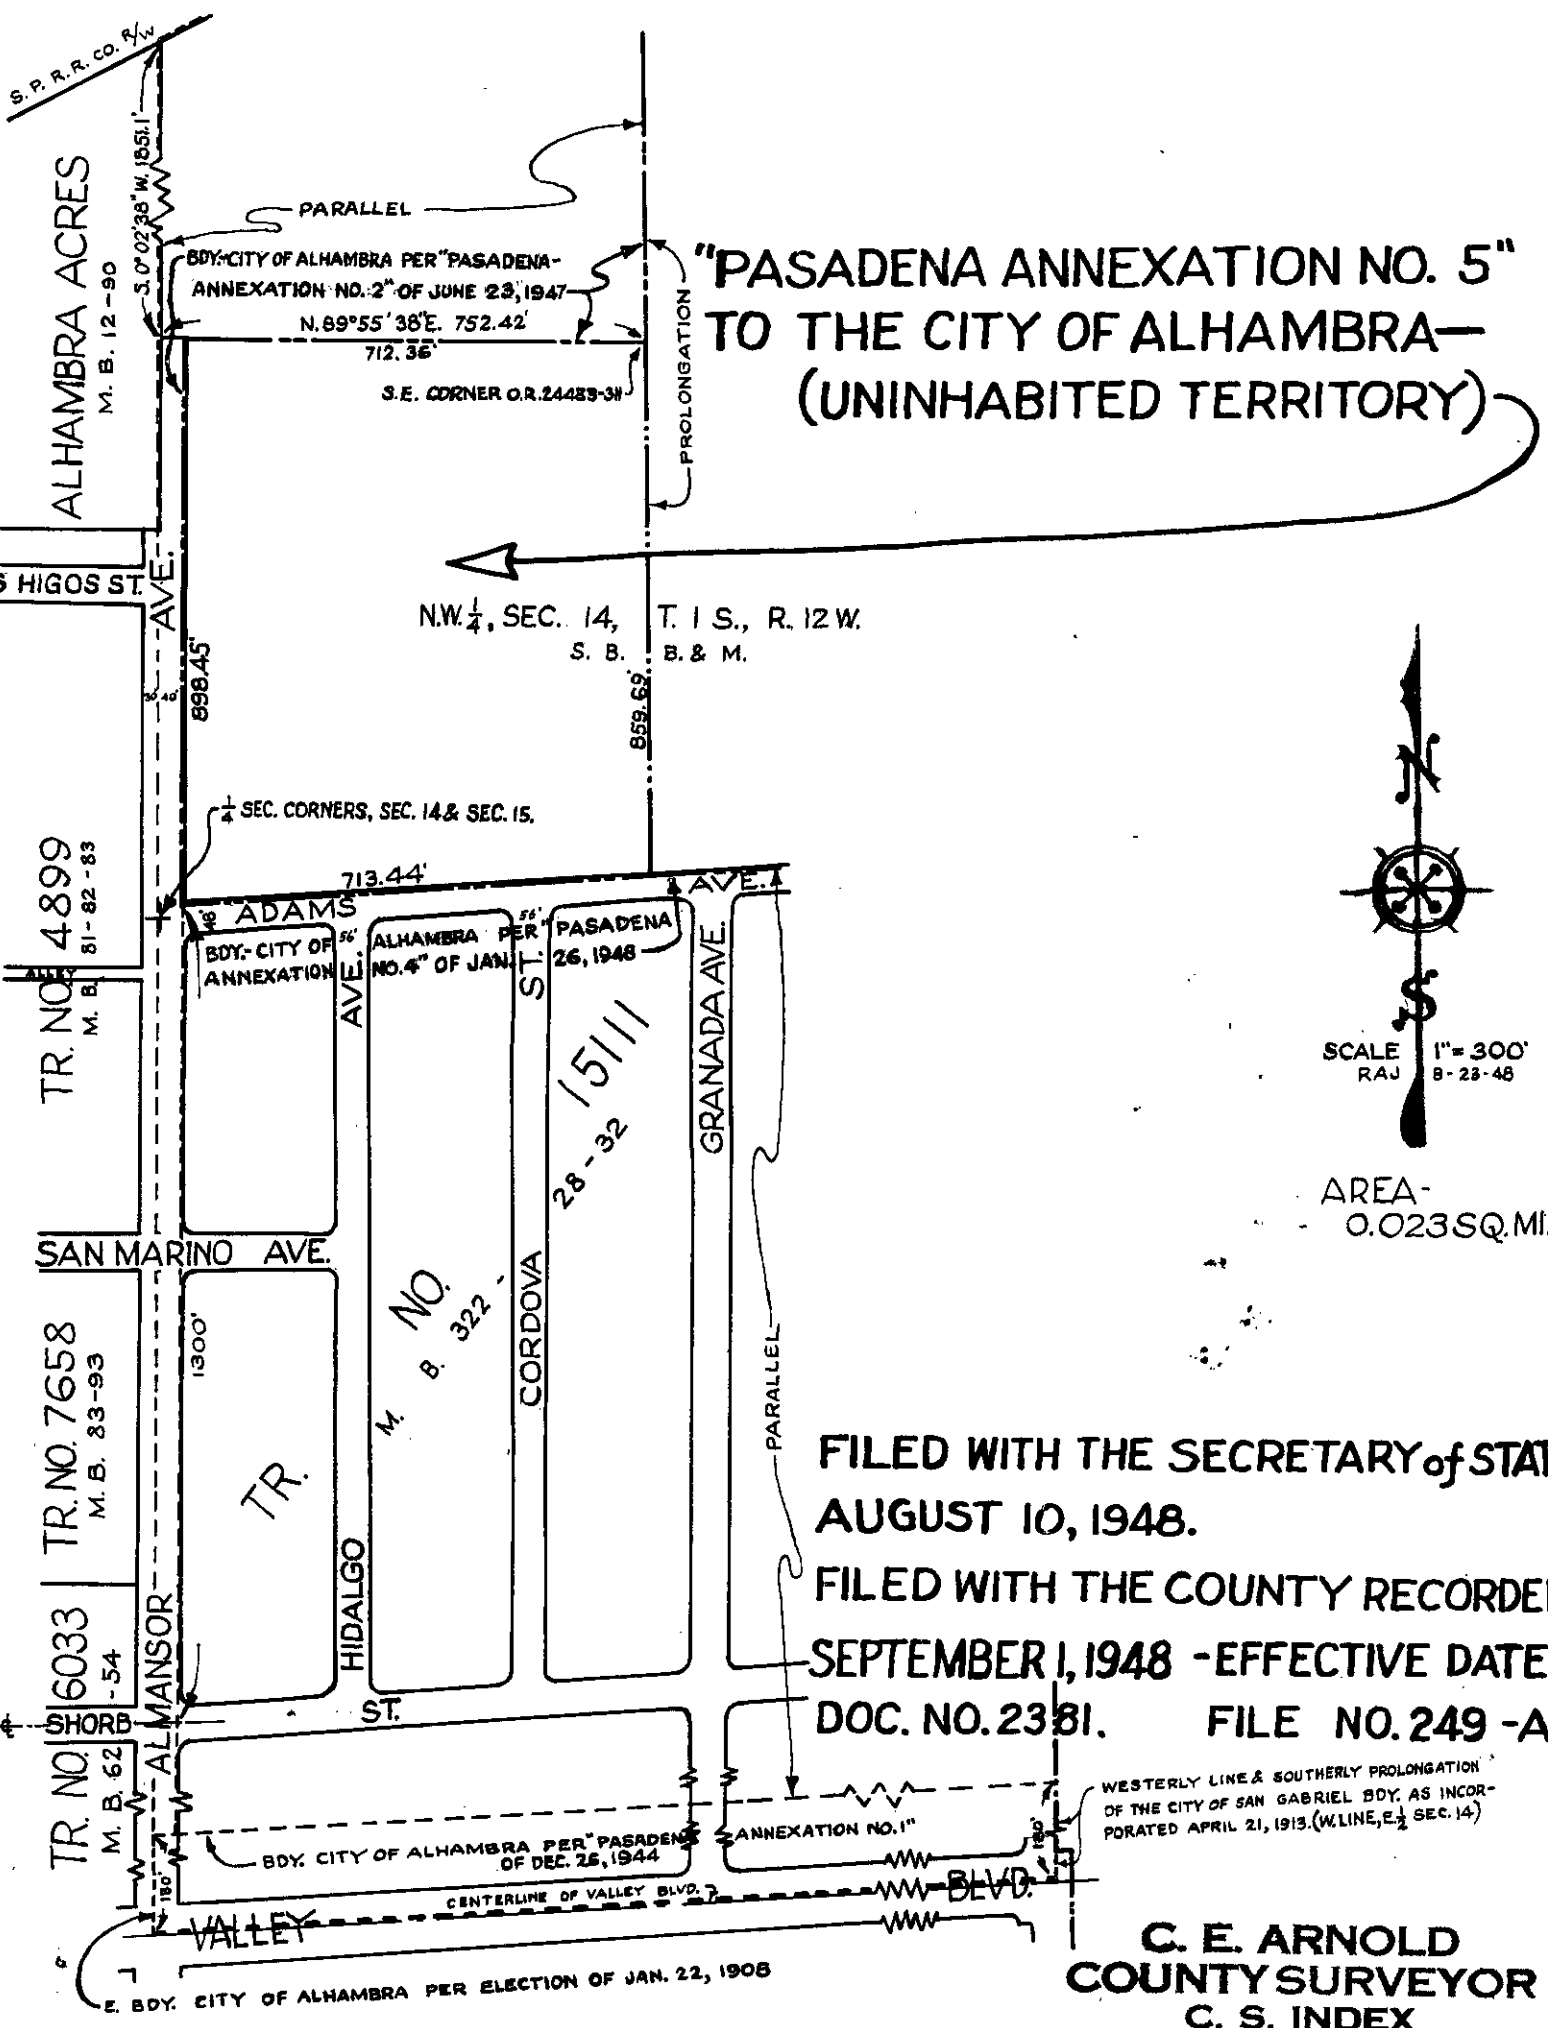 S. P. R. R. CO. R/W
S. 0° 02' 38" W. 1851.1'
ALHAMBRA ACRES
M. B. 12-90
PARALLEL
BDY.-CITY OF ALHAMBRA PER "PASADENA-
ANNEXATION NO. 2" OF JUNE 23, 1947
N. 89° 55' 38" E. 752.42'
712.36'
S.E. CORNER O.R.
PROLONGATION
"PASADENA ANNEXATION NO. 5"
TO THE CITY OF ALHAMBRA—
(UNINHABITED TERRITORY)
HIGOS ST.
AVE.
N.W. 1/4, SEC. 14, T. 1 S., R. 12 W.
S. B. B. & M.
898.45'
30' 40'
859.69'
1/4 SEC. CORNERS, SEC. 14 & SEC. 15.
713.44'
ADAMS AVE.
48'
56'
56'
BDY.- CITY OF ALHAMBRA PER "PASADENA
ANNEXATION NO. 4" OF JAN. 26, 1948
TR. NO. 4899
M. B. 81-82-83
ALLEY
AVE.
ST.
GRANADA AVE.
N
S
SCALE 1" = 300'
RAJ 8-23-48
AREA-
0.023 SQ. MI.
SAN MARINO AVE.
1300'
TR. NO. 15111
M. B. 322 - 28-32
CORDOVA
HIDALGO
PARALLEL
TR. NO. 7658
M. B. 83-93
TR. NO. 6033
M. B. 62-54
ALMANSOR
SHORB ST.
FILED WITH THE SECRETARY of STAT
AUGUST 10, 1948.
FILED WITH THE COUNTY RECORDE
SEPTEMBER 1, 1948 - EFFECTIVE DATE
DOC. NO. 2381. FILE NO. 249 - A
WESTERLY LINE & SOUTHERLY PROLONGATION
OF THE CITY OF SAN GABRIEL BDY. AS INCOR-
PORATED APRIL 21, 1913. (W. LINE, E. 1/2 SEC. 14)
180'
BDY. CITY OF ALHAMBRA PER "PASADENA ANNEXATION NO. 1"
OF DEC. 26, 1944
180'
CENTERLINE OF VALLEY BLVD.
VALLEY BLVD.
E. BDY. CITY OF ALHAMBRA PER ELECTION OF JAN. 22, 1908
C. E. ARNOLD
COUNTY SURVEYOR
C. S. INDEX